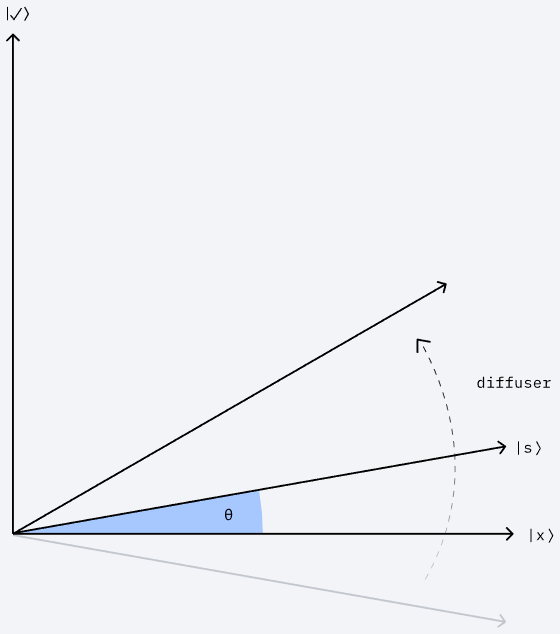 |✓⟩
diffuser
|s⟩
θ
|x⟩